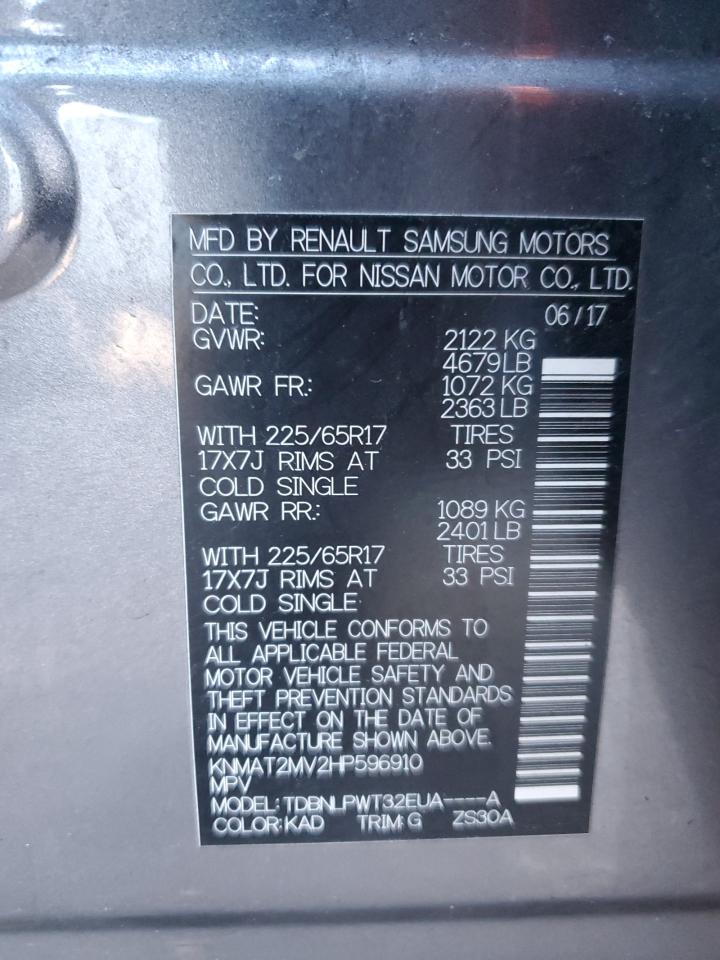 MFD BY RENAULT SAMSUNG MOTORS
CO., LTD. FOR NISSAN MOTOR CO., LTD.
DATE: 06/17
GVWR: 2122 KG
4679LB
GAWR FR.: 1072 KG
2363 LB
WITH 225/65R17 TIRES
17X7J RIMS AT 33 PSI
COLD SINGLE
GAWR RR.: 1089 KG
2401 LB
WITH 225/65R17 TIRES
17X7J RIMS AT 33 PSI
COLD SINGLE
THIS VEHICLE CONFORMS TO
ALL APPLICABLE FEDERAL
MOTOR VEHICLE SAFETY AND
THEFT PREVENTION STANDARDS
IN EFFECT ON THE DATE OF
MANUFACTURE SHOWN ABOVE.
KNMAT2MV2HP596910
MPV
MODEL: TDBNLPWT32EUA----A
COLOR:KAD TRIM:G ZS30A